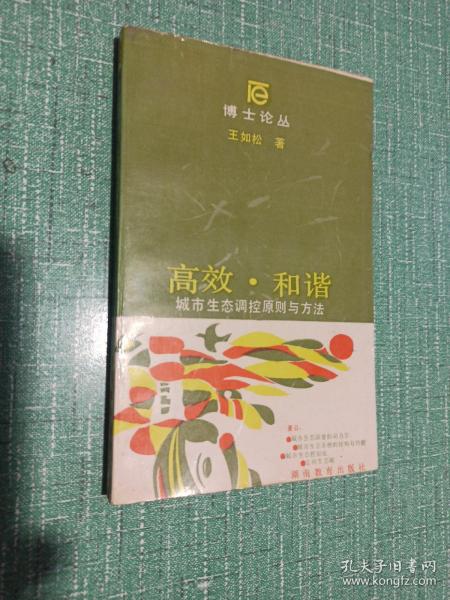 博士论丛
王如松 著
高效·和谐
城市生态调控原则与方法
湖南教育出版社
孔夫子旧书网
www.kongfz.com